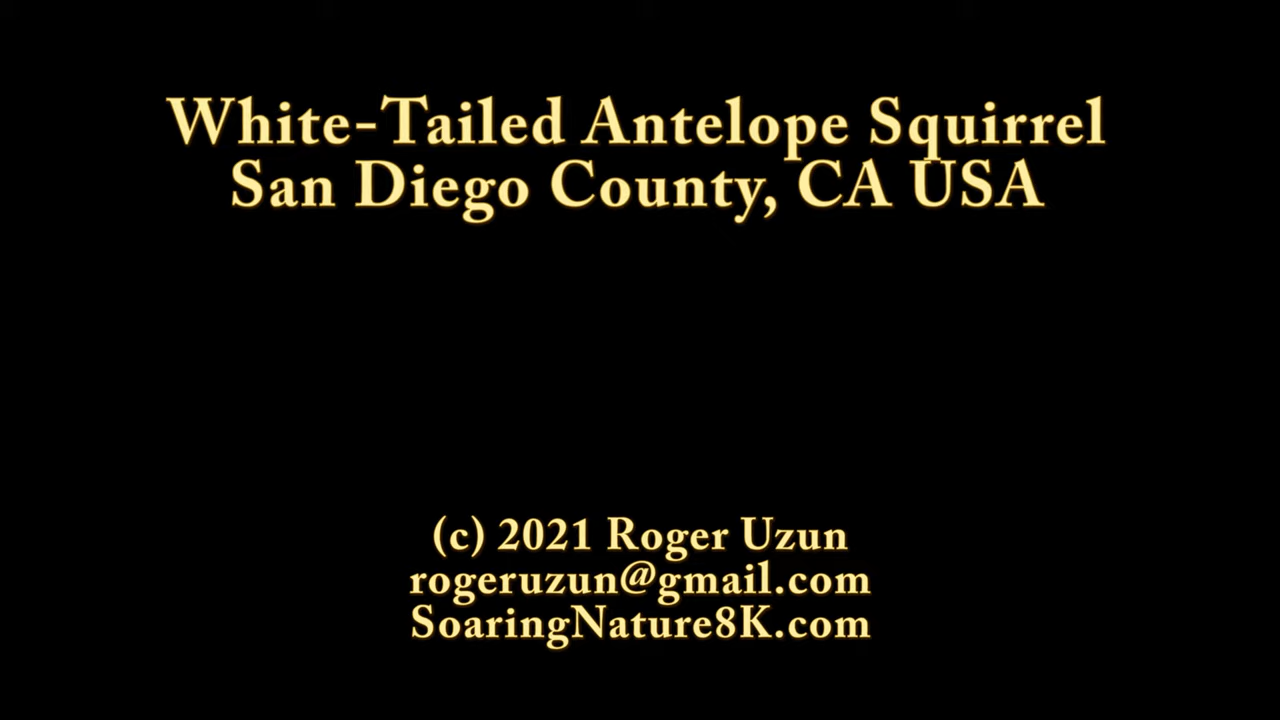 White-Tailed Antelope Squirrel
San Diego County, CA USA
(c) 2021 Roger Uzun
rogeruzun@gmail.com
SoaringNature8K.com